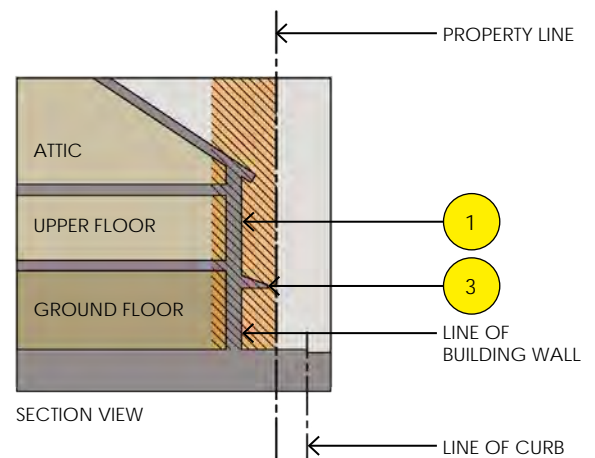 PROPERTY LINE
ATTIC
UPPER FLOOR
1
3
GROUND FLOOR
LINE OF
BUILDING WALL
SECTION VIEW
LINE OF CURB